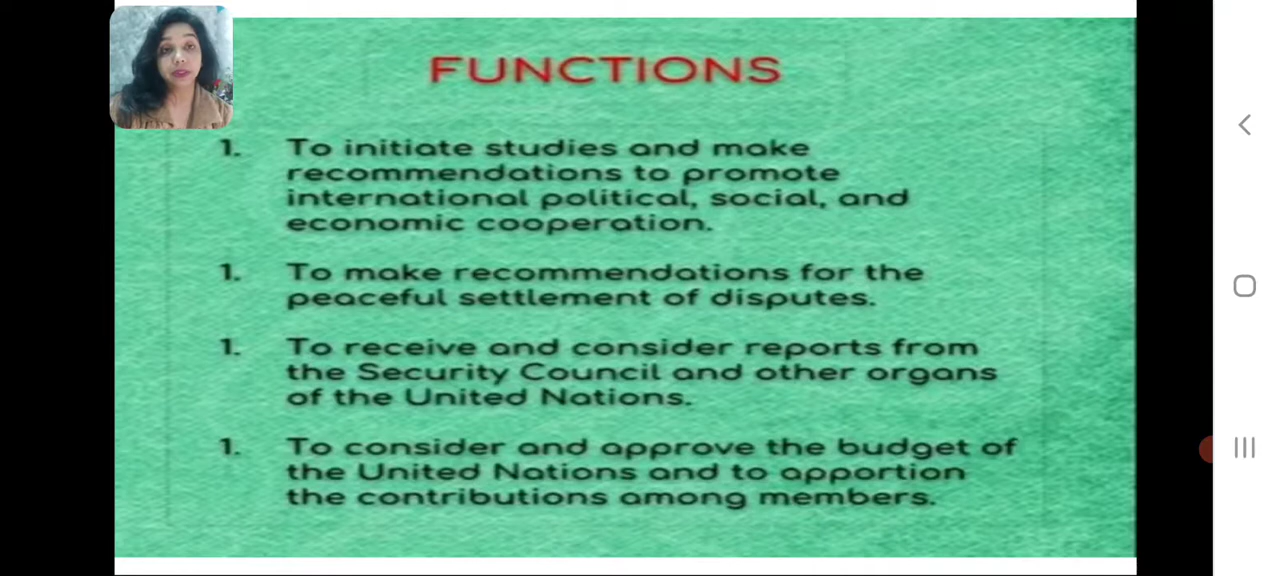 FUNCTIONS
1. To initiate studies and make
recommendations to promote
international political, social, and
economic cooperation.
1. To make recommendations for the
peaceful settlement of disputes.
1. To receive and consider reports from
the Security Council and other organs
of the United Nations.
1. To consider and approve the budget of
the United Nations and to apportion
the contributions among members.